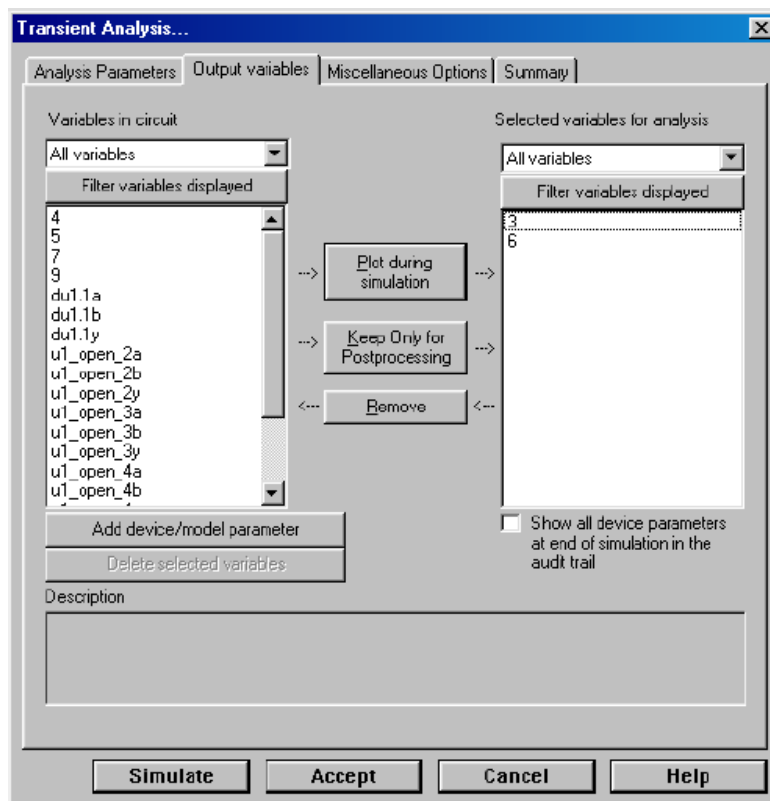 Transient Analysis...
Analysis Parameters Output variables Miscellaneous Options Summary
Variables in circuit
Selected variables for analysis
All variables
All variables
Filter variables displayed
Filter variables displayed
4
5
7
9
du1.1a
du1.1b
du1.1y
u1_open_2a
u1_open_2b
u1_open_2y
u1_open_3a
u1_open_3b
u1_open_3y
u1_open_4a
u1_open_4b
---> Plot during simulation --->
---> Keep Only for Postprocessing --->
<--- Remove <---
3
6
Add device/model parameter
Delete selected variables
Show all device parameters
at end of simulation in the
audit trail
Description
Simulate Accept Cancel Help